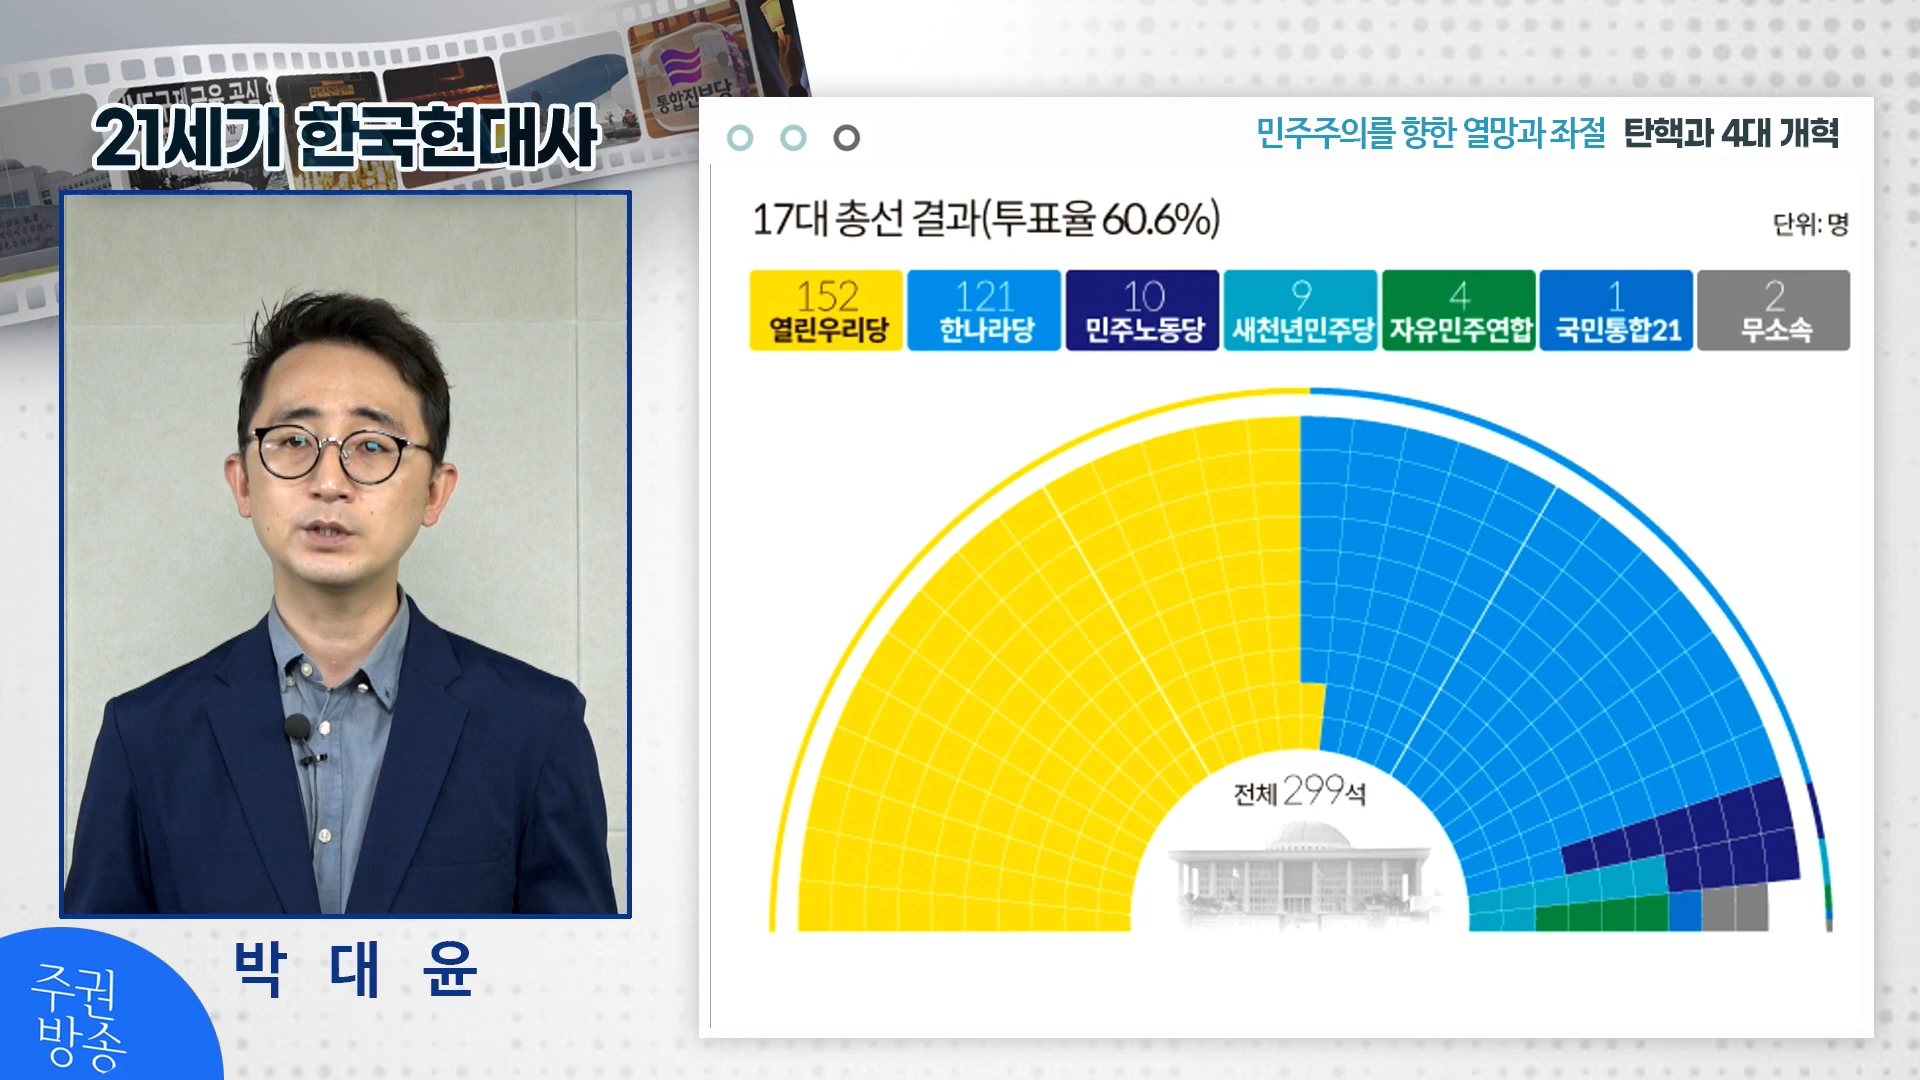 통합진보당
21세기 한국현대사
민주주의를 향한 열망과 좌절 탄핵과 4대 개혁
17대 총선 결과(투표율 60.6%)
단위: 명
152
열린우리당
121
한나라당
10
민주노동당
9
새천년민주당
4
자유민주연합
1
국민통합21
2
무소속
전체 299석
박대윤
주권
방송